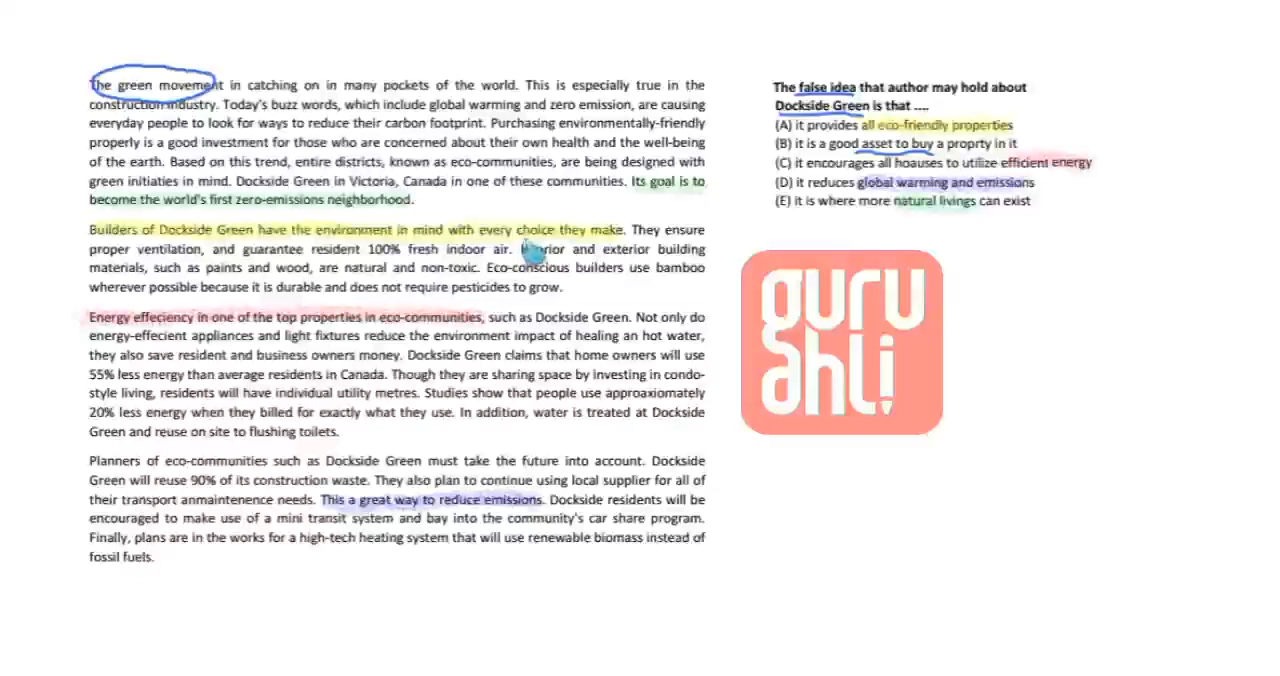 The green movement in catching on in many pockets of the world. This is especially true in the
construction industry. Today's buzz words, which include global warming and zero emission, are causing
everyday people to look for ways to reduce their carbon footprint. Purchasing environmentally-friendly
properly is a good investment for those who are concerned about their own health and the well-being
of the earth. Based on this trend, entire districts, known as eco-communities, are being designed with
green initiaties in mind. Dockside Green in Victoria, Canada in one of these communities. Its goal is to
become the world's first zero-emissions neighborhood.
Builders of Dockside Green have the environment in mind with every choice they make. They ensure
proper ventilation, and guarantee resident 100% fresh indoor air. and exterior building
materials, such as paints and wood, are natural and non-toxic. Eco-conscious builders use bamboo
wherever possible because it is durable and does not require pesticides to grow.
Energy effeciency in one of the top properties in eco-communities, such as Dockside Green. Not only do
energy-effecient appliances and light fixtures reduce the environment impact of healing an hot water,
they also save resident and business owners money. Dockside Green claims that home owners will use
55% less energy than average residents in Canada. Though they are sharing space by investing in condo-
style living, residents will have individual utility metres. Studies show that people use approaxiomately
20% less energy when they billed for exactly what they use. In addition, water is treated at Dockside
Green and reuse on site to flushing toilets.
Planners of eco-communities such as Dockside Green must take the future into account. Dockside
Green will reuse 90% of its construction waste. They also plan to continue using local supplier for all of
their transport anmaintenence needs. This a great way to reduce emissions. Dockside residents will be
encouraged to make use of a mini transit system and bay into the community's car share program.
Finally, plans are in the works for a high-tech heating system that will use renewable biomass instead of
fossil fuels.
The false idea that author may hold about
Dockside Green is that ....
(A) it provides all eco-friendly properties
(B) it is a good asset to buy a proprty in it
(C) it encourages all hoauses to utilize efficient energy
(D) it reduces global warming and emissions
(E) it is where more natural livings can exist
guru
ahli